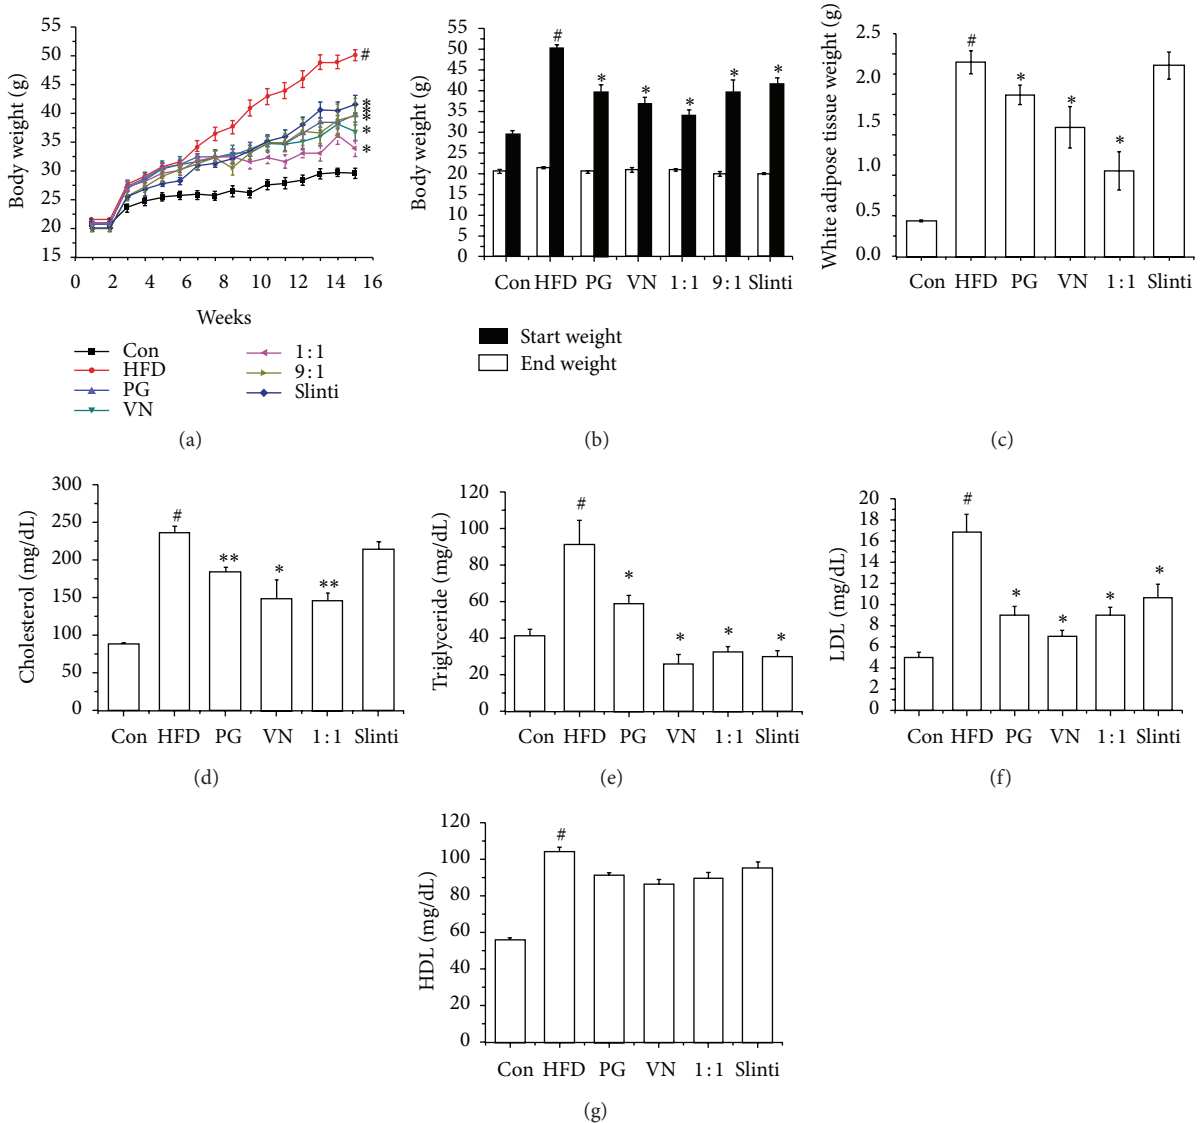 Body weight (g)
55
50
45
40
35
30
25
20
15
#
*
*
*
*
*
0 2 4 6 8 10 12 14 16
Weeks
Con
HFD
PG
VN
1:1
9:1
Slinti
(a)
Body weight (g)
55
50
45
40
35
30
25
20
15
10
5
0
#
* * * * *
Con HFD PG VN 1:1 9:1 Slinti
Start weight
End weight
(b)
White adipose tissue weight (g)
2.5
2.0
1.5
1.0
0.5
0.0
#
* * *
Con HFD PG VN 1:1 Slinti
(c)
Cholesterol (mg/dL)
300
250
200
150
100
50
0
#
** * **
Con HFD PG VN 1:1 Slinti
(d)
Triglyceride (mg/dL)
120
100
80
60
40
20
0
#
* * * *
Con HFD PG VN 1:1 Slinti
(e)
LDL (mg/dL)
20
18
16
14
12
10
8
6
4
2
0
#
* * * *
Con HFD PG VN 1:1 Slinti
(f)
HDL (mg/dL)
120
100
80
60
40
20
0
#
Con HFD PG VN 1:1 Slinti
(g)